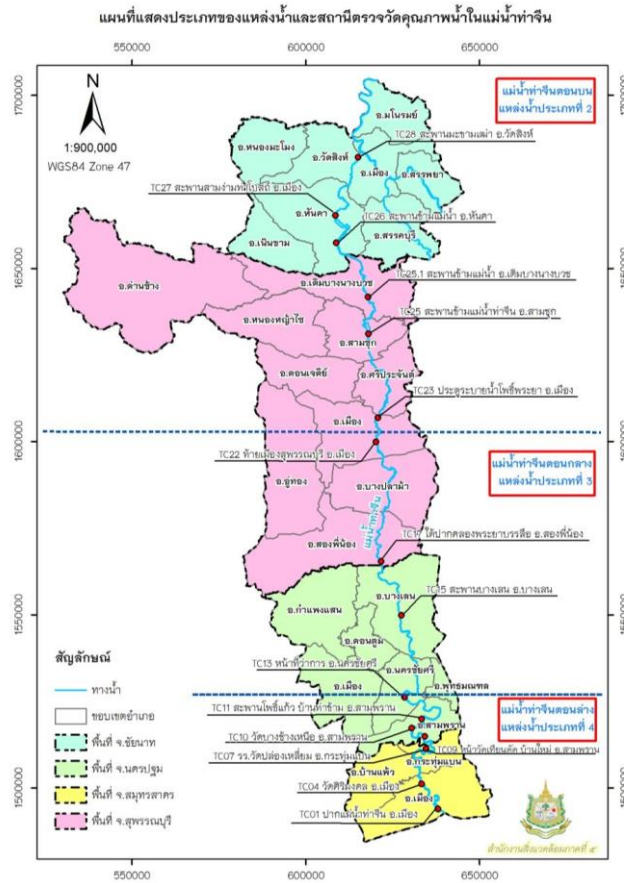 แผนที่แสดงประเภทของแหล่งน้ำและสถานีตรวจวัดคุณภาพน้ำในแม่น้ำท่าจีน
550000 600000 650000
1700000 1700000
N
1:900,000
WGS84 Zone 47
แม่น้ำท่าจีนตอนบน
แหล่งน้ำประเภทที่ 2
อ.มโนรมย์
TC28 สะพานมะขามเฒ่า อ.วัดสิงห์
อ.หนองมะโมง
อ.วัดสิงห์
อ.เมือง
อ.สรรพยา
TC27
อ.เมือง
อ.หันคา
TC26 สะพานข้ามแม่น้ำ อ.หันคา
อ.เนินขาม
อ.สรรคบุรี
1650000 1650000
อ.ด่านช้าง
อ.เดิมบางนางบวช
TC25.1 สะพานข้ามแม่น้ำ อ.เดิมบางนางบวช
อ.หนองหญ้าไซ
TC25 สะพานข้ามแม่น้ำท่าจีน อ.สามชุก
อ.สามชุก
อ.ดอนเจดีย์
อ.ศรีประจันต์
TC23 ประตูระบายน้ำโพธิ์พระยา อ.เมือง
อ.เมือง
1600000 1600000
TC22 ท้ายเมืองสุพรรณบุรี อ.เมือง
แม่น้ำท่าจีนตอนกลาง
แหล่งน้ำประเภทที่ 3
อ.อู่ทอง
อ.บางปลาม้า
แม่น้ำท่าจีน
อ.สองพี่น้อง
ใต้ปากคลองพระยาบรรลือ อ.สองพี่น้อง
TC15 สะพานบางเลน อ.บางเลน
อ.กำแพงแสน
อ.บางเลน
1550000 1550000
อ.ดอนตูม
TC13 หน้าที่ว่าการ อ.นครชัยศรี
อ.นครชัยศรี
อ.เมือง
อ.พุทธมณฑล
TC11 สะพานโพธิ์แก้ว บ้านท่าข้าม อ.สามพราน
แม่น้ำท่าจีนตอนล่าง
แหล่งน้ำประเภทที่ 4
อ.สามพราน
TC10 วัดบางช้างเหนือ อ.สามพราน
TC09 หน้าวัดเทียนดัด บ้านใหม่ อ.สามพราน
TC07 รร.วัดปล่องเหลี่ยม อ.กระทุ่มแบน
อ.กระทุ่มแบน
อ.บ้านแพ้ว
1500000 1500000
TC04 วัดศิริมงคล อ.เมือง
อ.เมือง
TC01 ปากแม่น้ำท่าจีน อ.เมือง
สัญลักษณ์
ทางน้ำ
ขอบเขตอำเภอ
พื้นที่ จ.ชัยนาท
พื้นที่ จ.นครปฐม
พื้นที่ จ.สมุทรสาคร
พื้นที่ จ.สุพรรณบุรี
สำนักงานสิ่งแวดล้อมภาคที่ ๕
550000 600000 650000